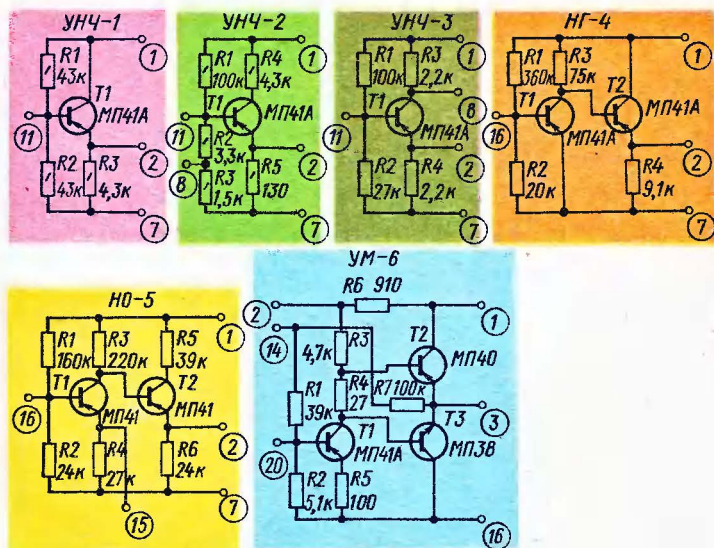 УНЧ-1
R1
43к
T1
МП41А
R2
43к
R3
4,3к
1
11
2
7
УНЧ-2
R1
100к
R4
4,3к
T1
МП41А
R2
3,3к
R3
1,5к
R5
130
1
11
2
8
7
УНЧ-3
R1
100к
R3
2,2к
T1
МП41А
R2
27к
R4
2,2к
1
8
11
2
7
НГ-4
R1
360к
R3
75к
T1
T2
МП41А
МП41А
R2
20к
R4
9,1к
1
16
2
7
НО-5
R1
160к
R3
220к
R5
39к
T1
T2
МП41
МП41
R2
24к
R4
27к
R6
24к
1
16
2
7
15
УМ-6
R6 910
2
1
14
R3
4,7к
T2
МП40
R1
39к
R4
27
R7 100к
3
T1
МП41А
T3
МП38
20
R2
5,1к
R5
100
16